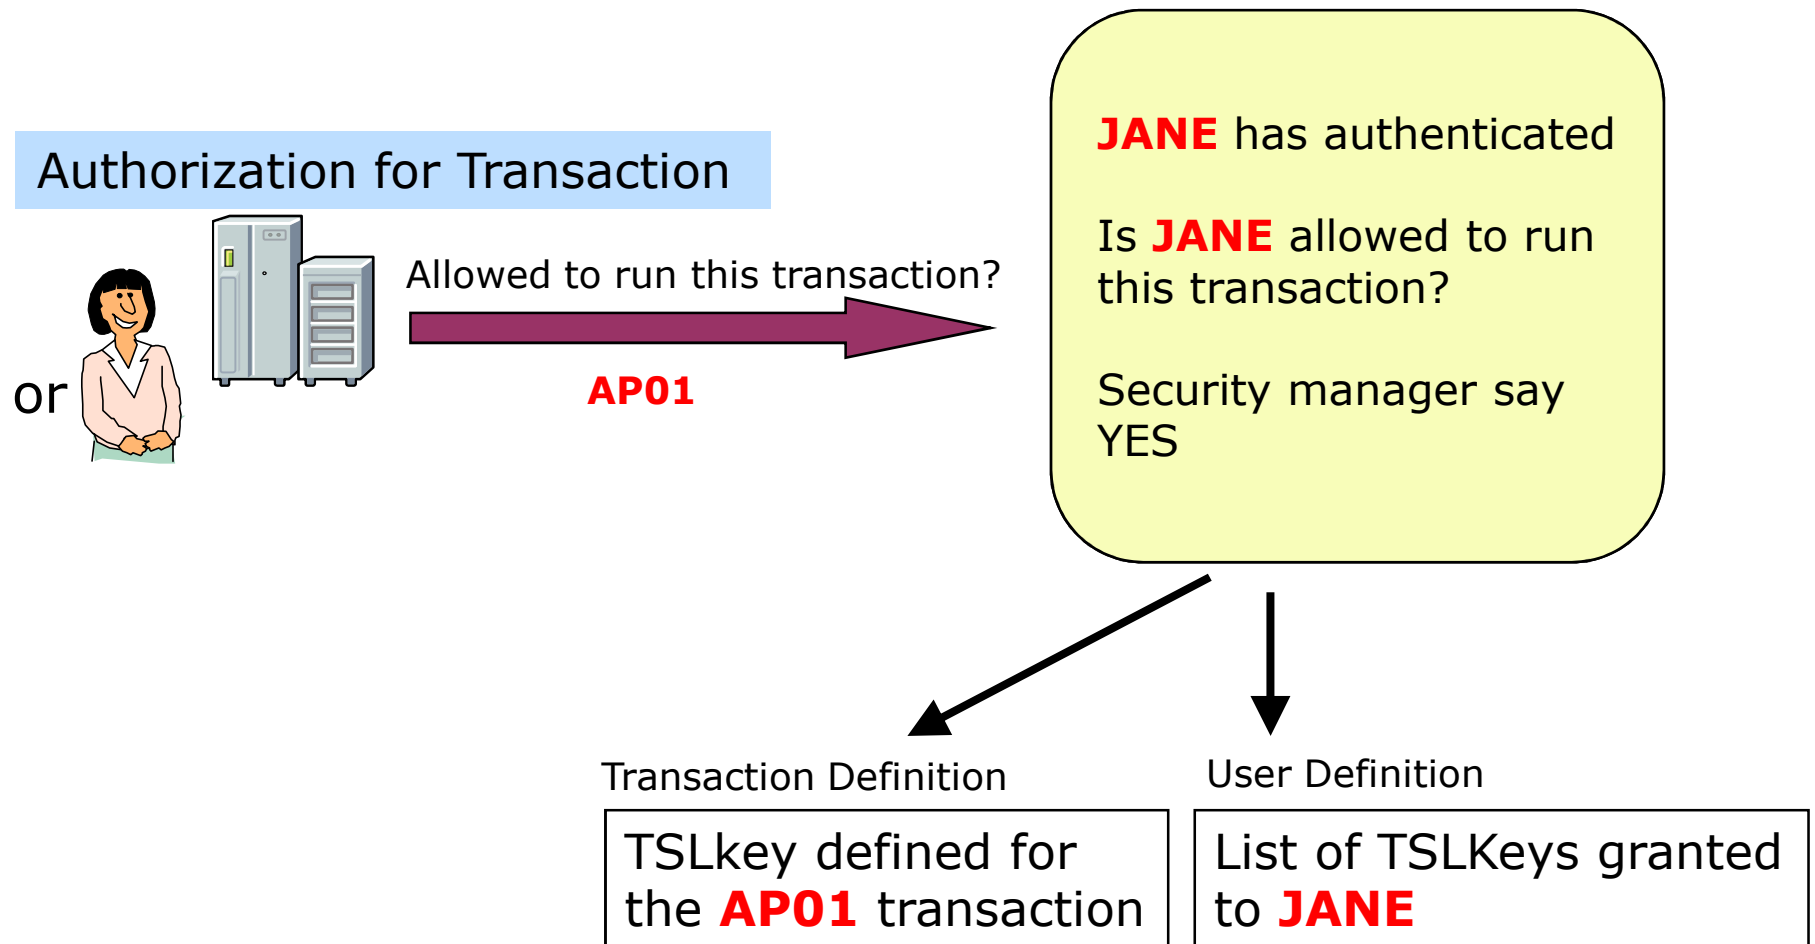 Authorization for Transaction
or
Allowed to run this transaction?
AP01
JANE has authenticated
Is JANE allowed to run
this transaction?
Security manager say
YES
Transaction Definition
TSLkey defined for
the AP01 transaction
User Definition
List of TSLKeys granted
to JANE